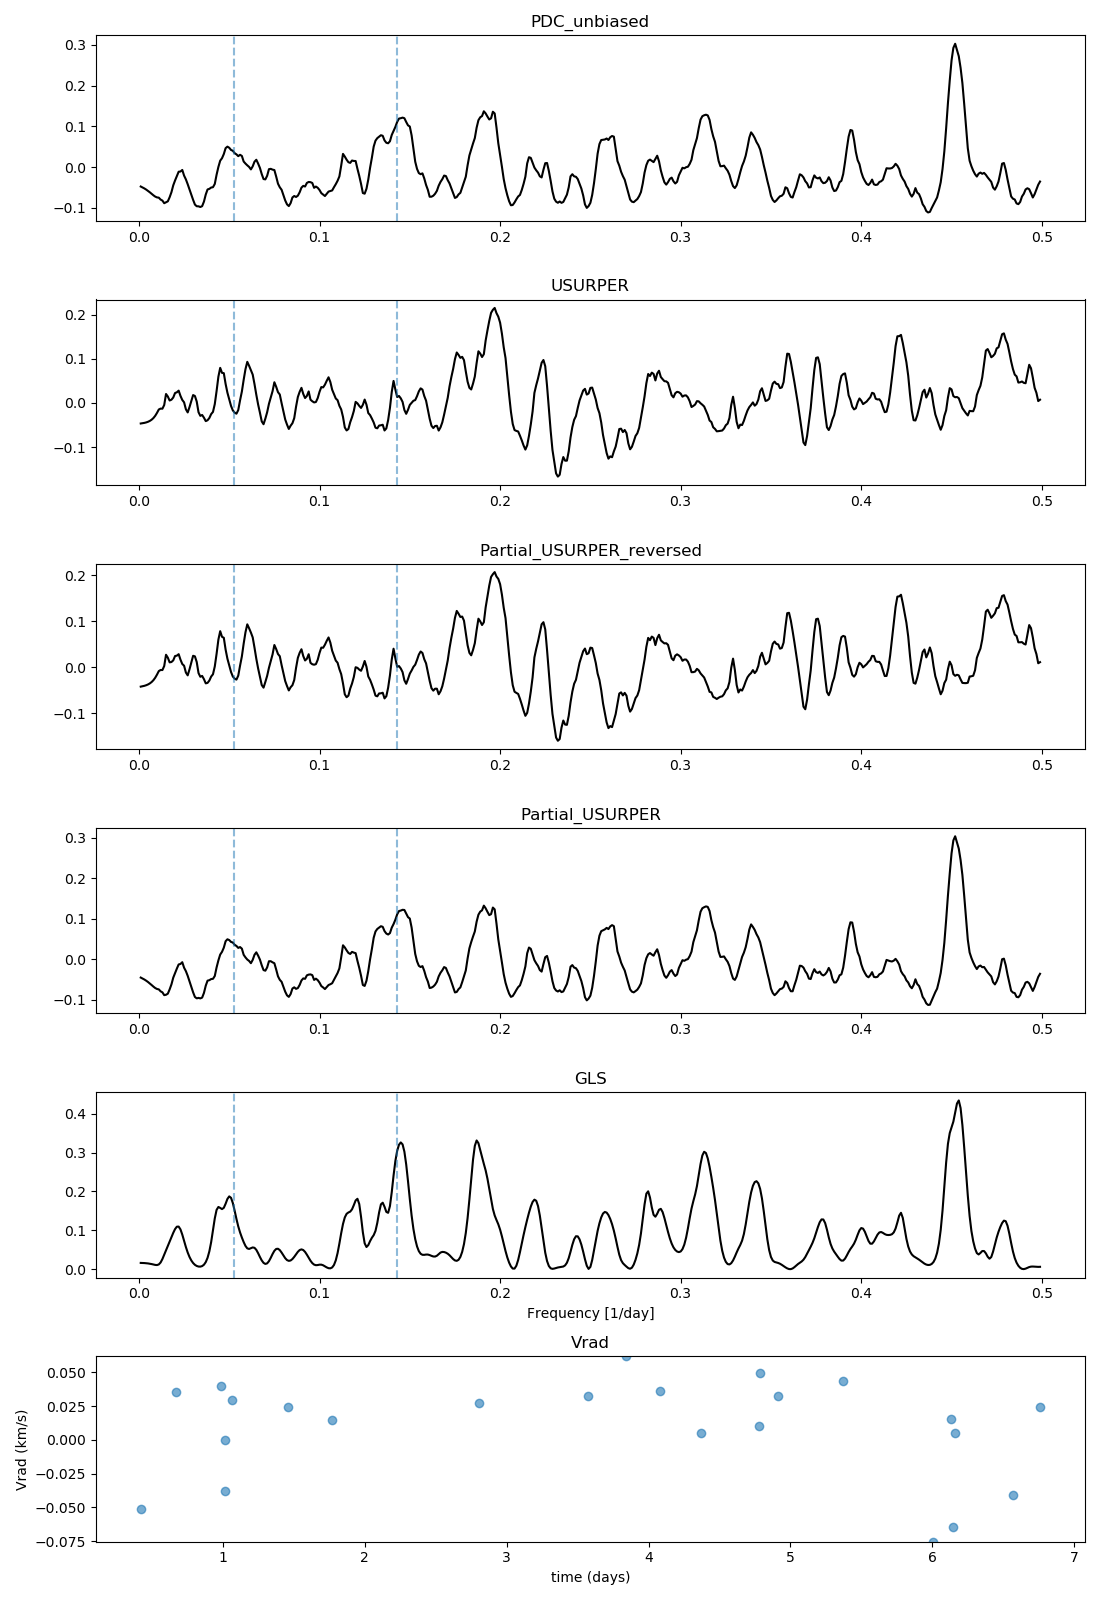 PDC_unbiased
0.3
0.2
0.1
0.0
−0.1
0.0 0.1 0.2 0.3 0.4 0.5
USURPER
0.2
0.1
0.0
−0.1
0.0 0.1 0.2 0.3 0.4 0.5
Partial_USURPER_reversed
0.2
0.1
0.0
−0.1
0.0 0.1 0.2 0.3 0.4 0.5
Partial_USURPER
0.3
0.2
0.1
0.0
−0.1
0.0 0.1 0.2 0.3 0.4 0.5
GLS
0.4
0.3
0.2
0.1
0.0
0.0 0.1 0.2 0.3 0.4 0.5
Frequency [1/day]
Vrad
Vrad (km/s)
0.050
0.025
0.000
−0.025
−0.050
−0.075
1 2 3 4 5 6 7
time (days)